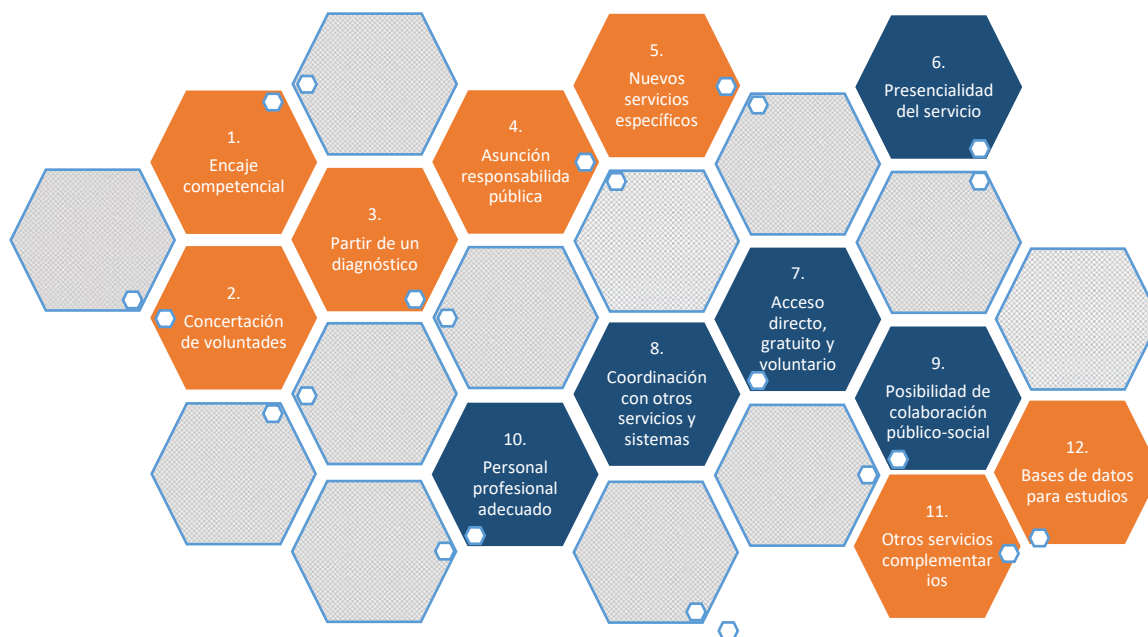 1.
Encaje
competencial
2.
Concertación
de voluntades
3.
Partir de un
diagnóstico
4.
Asunción
responsabilida
pública
5.
Nuevos
servicios
específicos
6.
Presencialidad
del servicio
7.
Acceso
directo,
gratuito y
voluntario
8.
Coordinación
con otros
servicios y
sistemas
9.
Posibilidad de
colaboración
público-social
10.
Personal
profesional
adecuado
11.
Otros servicios
complementar
ios
12.
Bases de datos
para estudios